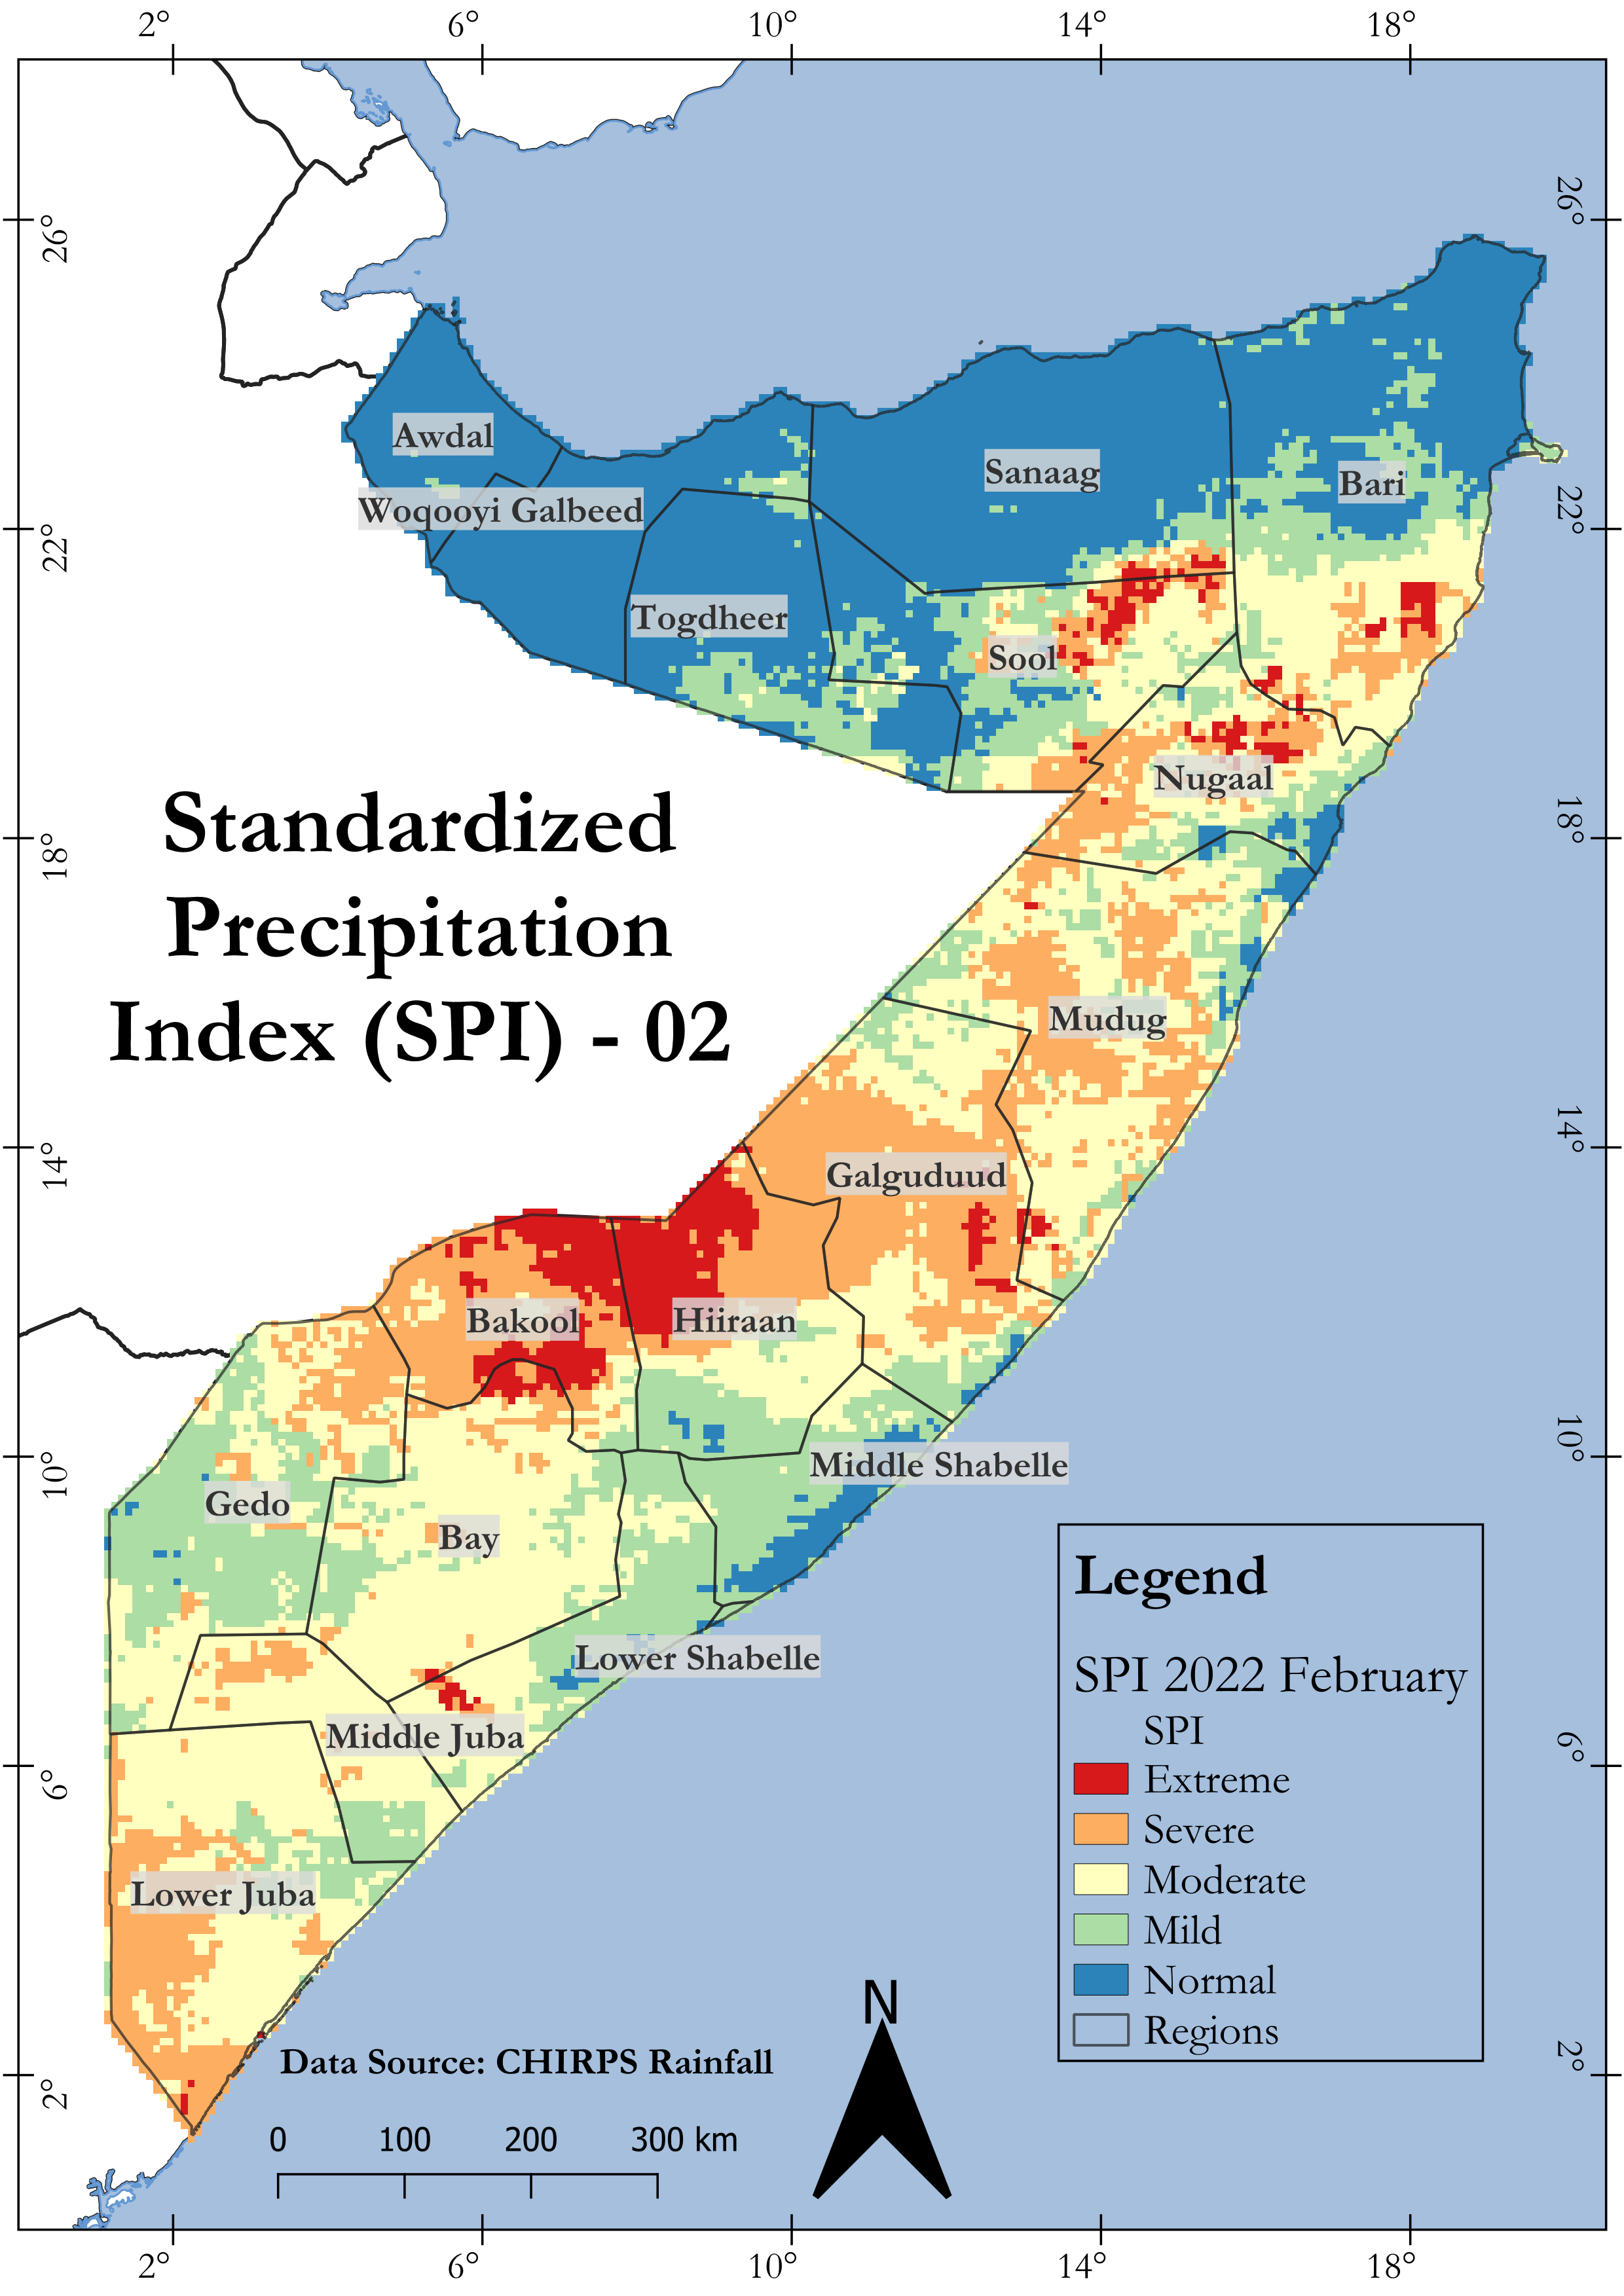 2° 6° 10° 14° 18°
26° 26°
Awdal
Sanaag
Bari
Woqooyi Galbeed
22° 22°
Togdheer
Sool
Nugaal
Standardized
Precipitation
Index (SPI) - 02
18° 18°
Mudug
14° 14°
Galguduud
Bakool
Hiiraan
10° 10°
Middle Shabelle
Gedo
Bay
Lower Shabelle
Middle Juba
6° 6°
Lower Juba
Legend
SPI 2022 February
SPI
Extreme
Severe
Moderate
Mild
Normal
Regions
N
Data Source: CHIRPS Rainfall
2° 2°
0 100 200 300 km
2° 6° 10° 14° 18°